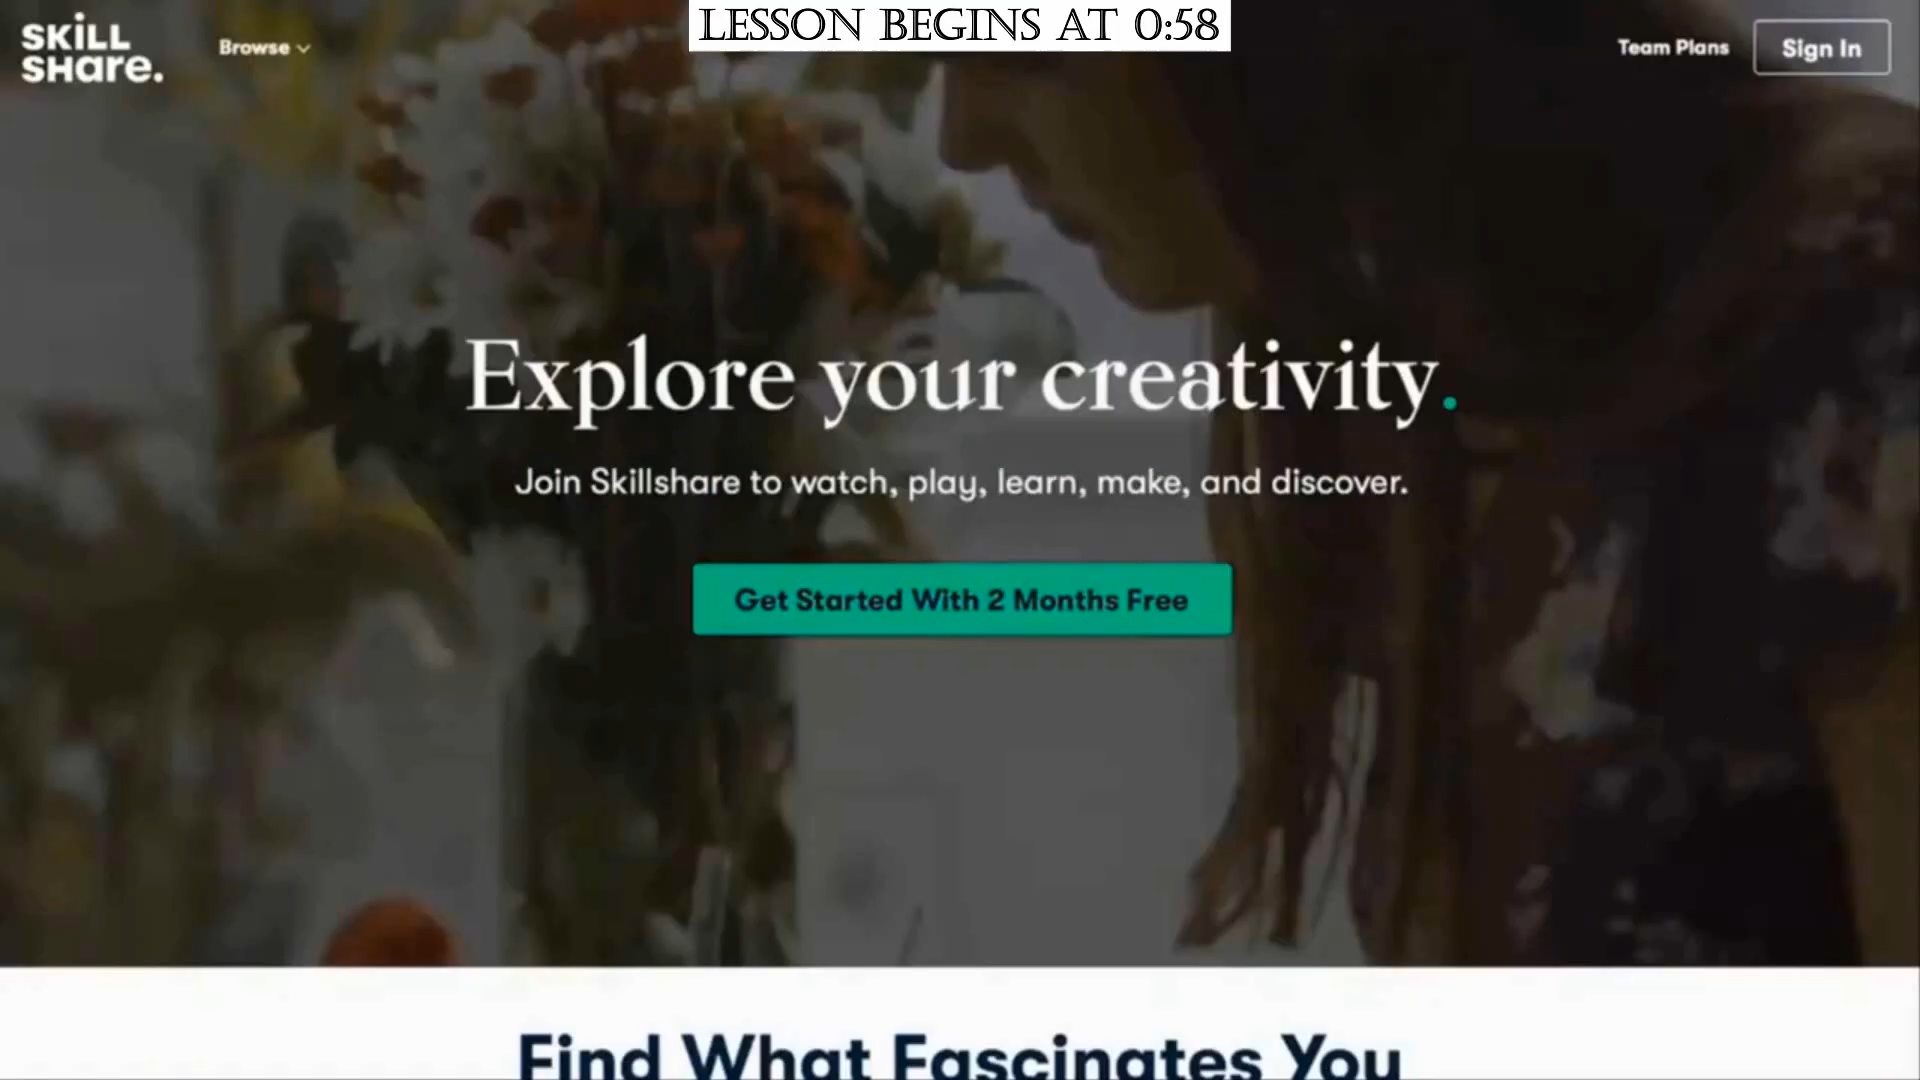 LESSON BEGINS AT 0:58
SKiLL
SHare.
Browse
Team Plans
Sign In
Explore your creativity.
Join Skillshare to watch, play, learn, make, and discover.
Get Started With 2 Months Free
Find What Fascinates You